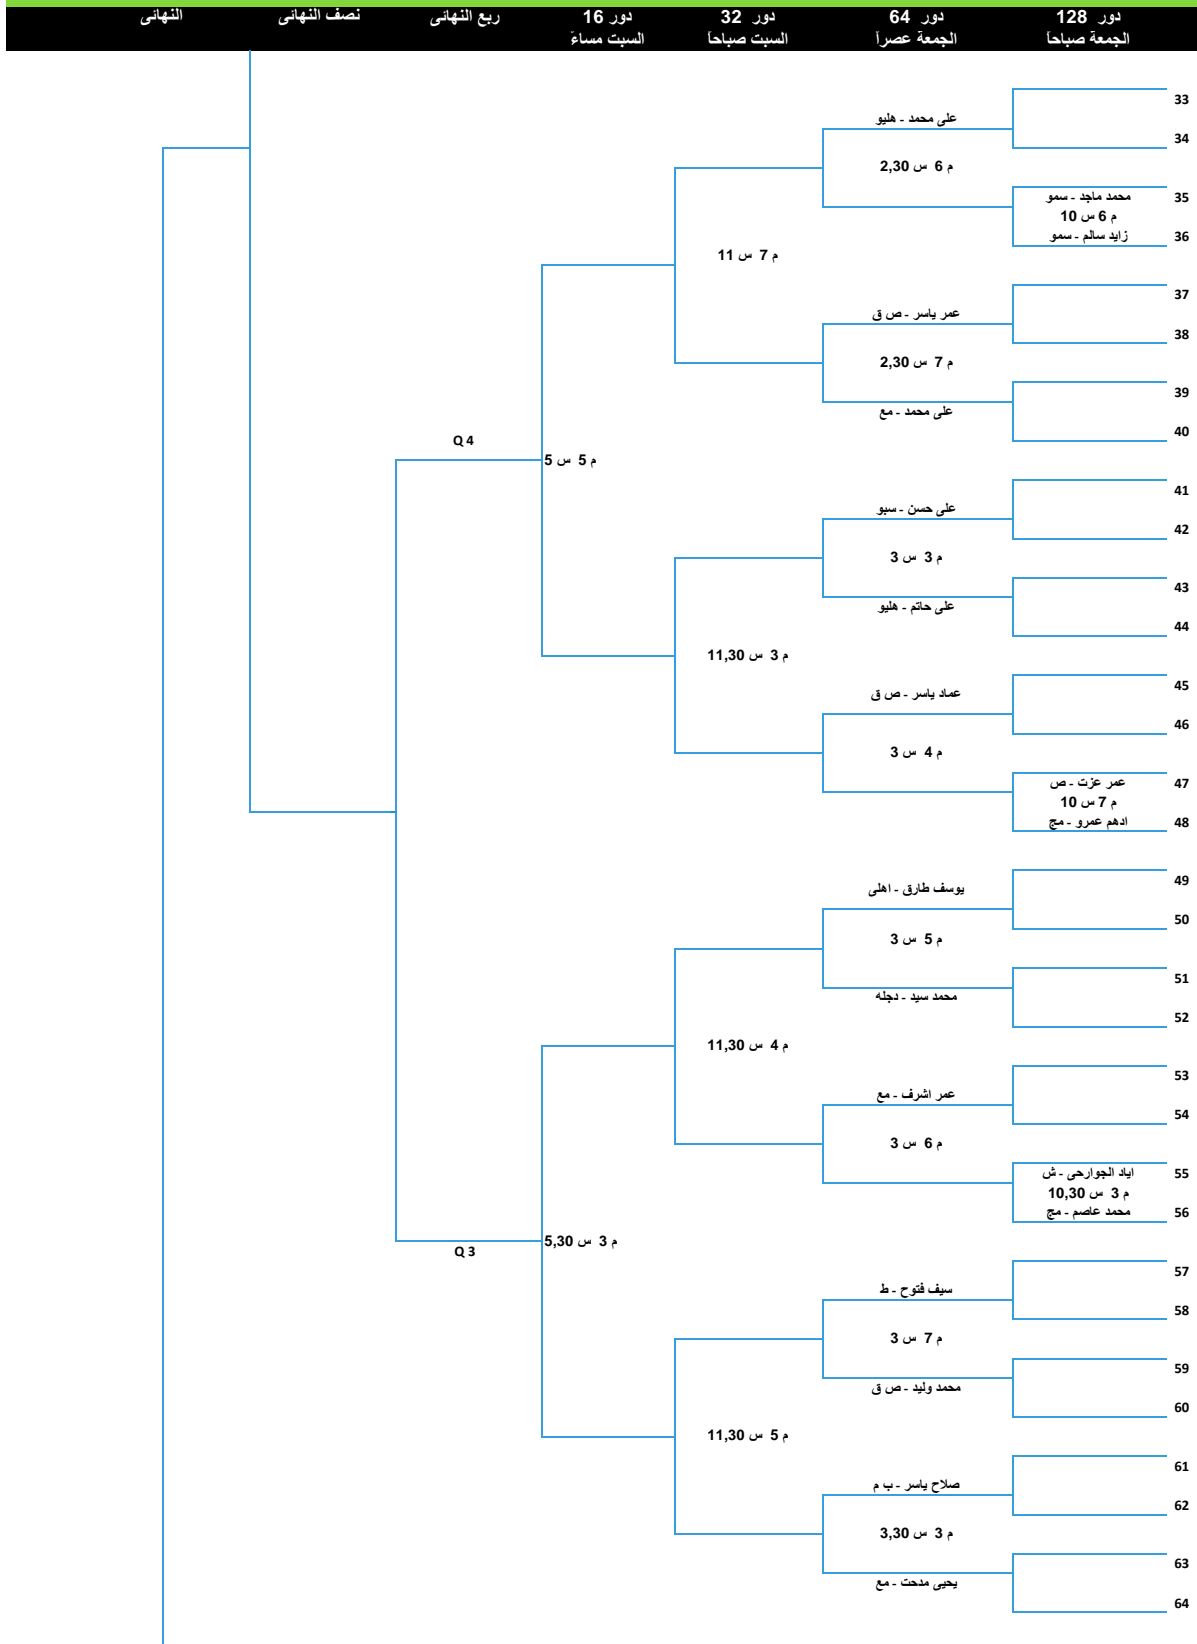 دور 128
الجمعة صباحاً
دور 64
الجمعة عصراً
دور 32
السبت صباحاً
دور 16
السبت مساءً
ربع النهائى
نصف النهائى
النهائى
33
على محمد - هليو
34
م 6 س 2,30
35
محمد ماجد - سمو
م 6 س 10
36
زايد سالم - سمو
م 7 س 11
37
عمر ياسر - ص ق
38
م 7 س 2,30
39
على محمد - مع
40
Q 4
م 5 س 5
41
على حسن - سبو
42
م 3 س 3
43
على حاتم - هليو
44
م 3 س 11,30
45
عماد ياسر - ص ق
46
م 4 س 3
47
عمر عزت - ص
م 7 س 10
48
ادهم عمرو - مج
49
يوسف طارق - اهلى
50
م 5 س 3
51
محمد سيد - دجله
52
م 4 س 11,30
53
عمر اشرف - مع
54
م 6 س 3
55
اياد الجوارحى - ش
م 3 س 10,30
56
محمد عاصم - مج
م 3 س 5,30
Q 3
57
سيف فتوح - ط
58
م 7 س 3
59
محمد وليد - ص ق
60
م 5 س 11,30
61
صلاح ياسر - ب م
62
م 3 س 3,30
63
يحيى مدحت - مع
64